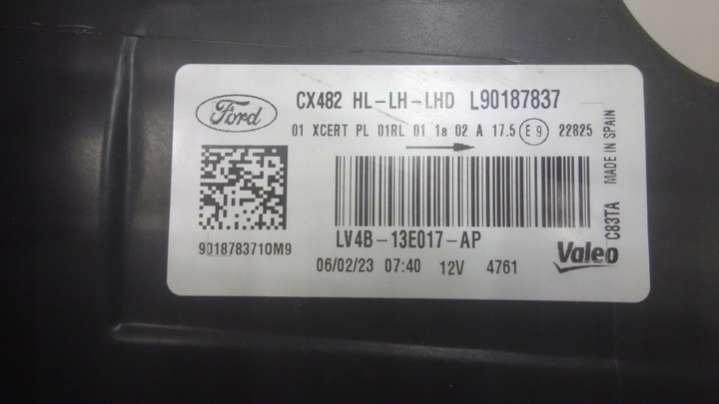 Ford
CX482 HL-LH-LHD L90187837
01 XCERT PL 01RL 01 1a 02 A 17.5 E9 22825
LV4B-13E017-AP
9018783710M9
06/02/23 07:40 12V 4761
Valeo
C83TA MADE IN SPAIN